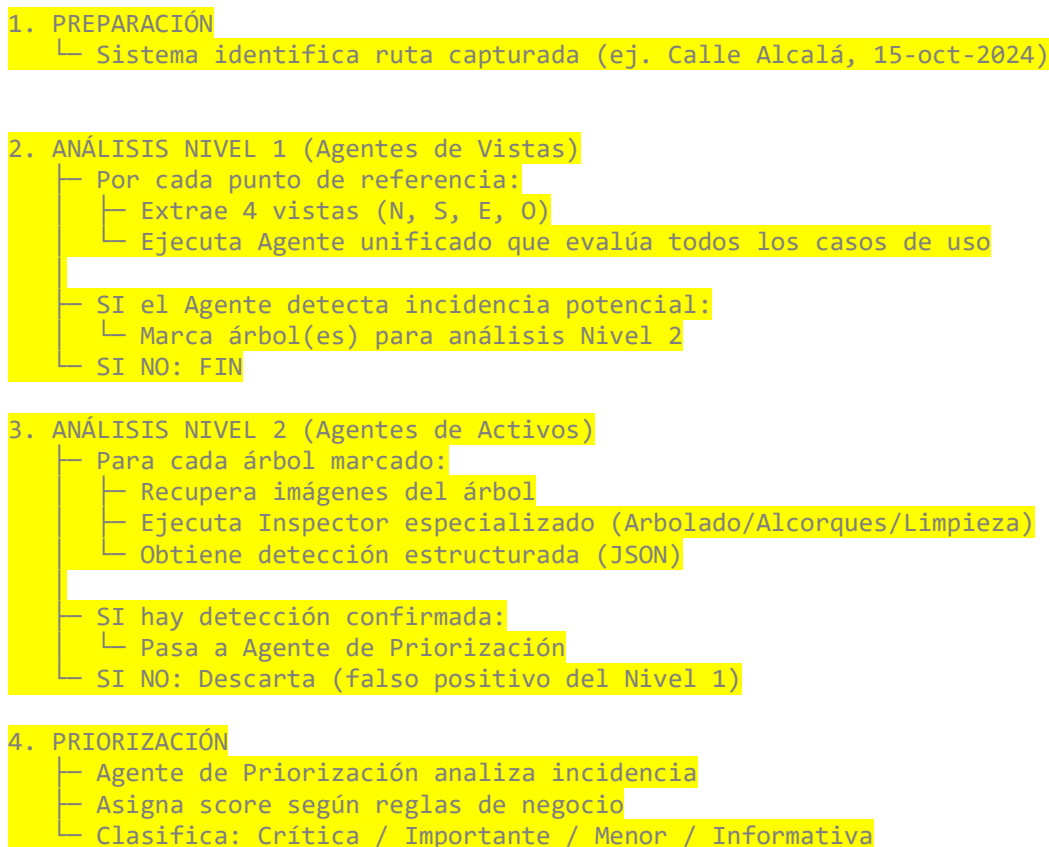 1. PREPARACIÓN
└─ Sistema identifica ruta capturada (ej. Calle Alcalá, 15-oct-2024)
2. ANÁLISIS NIVEL 1 (Agentes de Vistas)
├─ Por cada punto de referencia:
│  ├─ Extrae 4 vistas (N, S, E, O)
│  └─ Ejecuta Agente unificado que evalúa todos los casos de uso
│
├─ SI el Agente detecta incidencia potencial:
│  └─ Marca árbol(es) para análisis Nivel 2
└─ SI NO: FIN
3. ANÁLISIS NIVEL 2 (Agentes de Activos)
├─ Para cada árbol marcado:
│  ├─ Recupera imágenes del árbol
│  ├─ Ejecuta Inspector especializado (Arbolado/Alcorques/Limpieza)
│  └─ Obtiene detección estructurada (JSON)
│
├─ SI hay detección confirmada:
│  └─ Pasa a Agente de Priorización
└─ SI NO: Descarta (falso positivo del Nivel 1)
4. PRIORIZACIÓN
├─ Agente de Priorización analiza incidencia
├─ Asigna score según reglas de negocio
└─ Clasifica: Crítica / Importante / Menor / Informativa